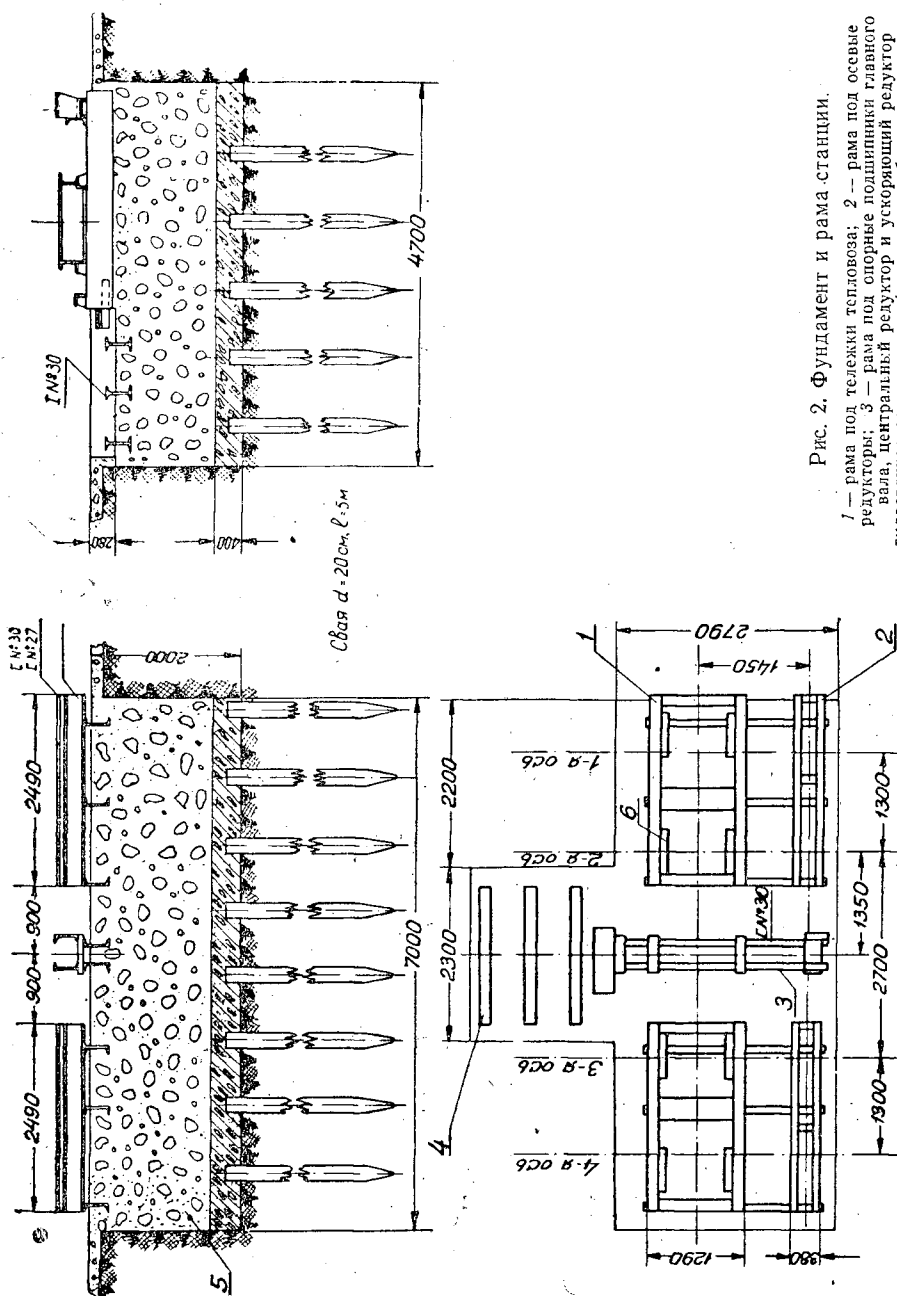 I №30
4700
280
400
Свая d=20см, ℓ=5м
[ №30
[ №27
2490
900
900
2490
2000
7000
5
Рис. 2. Фундамент и рама станции.
1 — рама под тележки тепловоза; 2 — рама под осевые
редукторы; 3 — рама под опорные подшипники главного
вала, центральный редуктор и ускоряющий редуктор
2300
2200
4
3
6
1
2
[ №30
1-я ось
2-я ось
3-я ось
4-я ось
2790
1450
1290
380
1300
1350
2700
1300